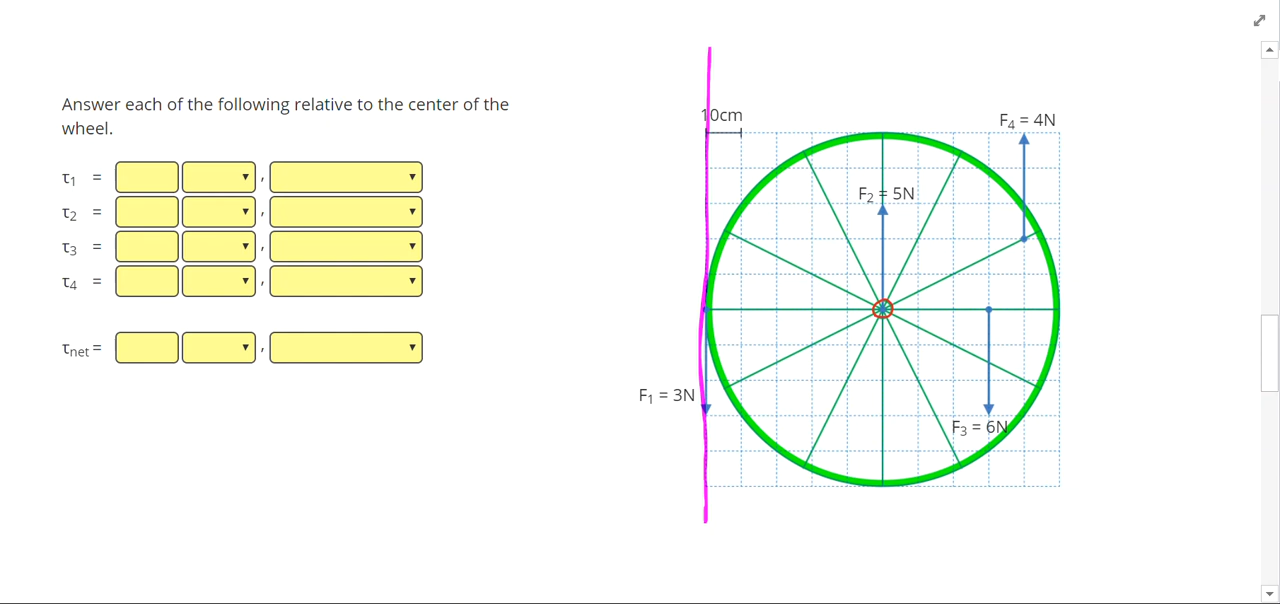 Answer each of the following relative to the center of the
wheel.
τ₁ = ,
τ₂ = ,
τ₃ = ,
τ₄ = ,
τnet = ,
10cm
F₄ = 4N
F₂ = 5N
F₁ = 3N
F₃ = 6N